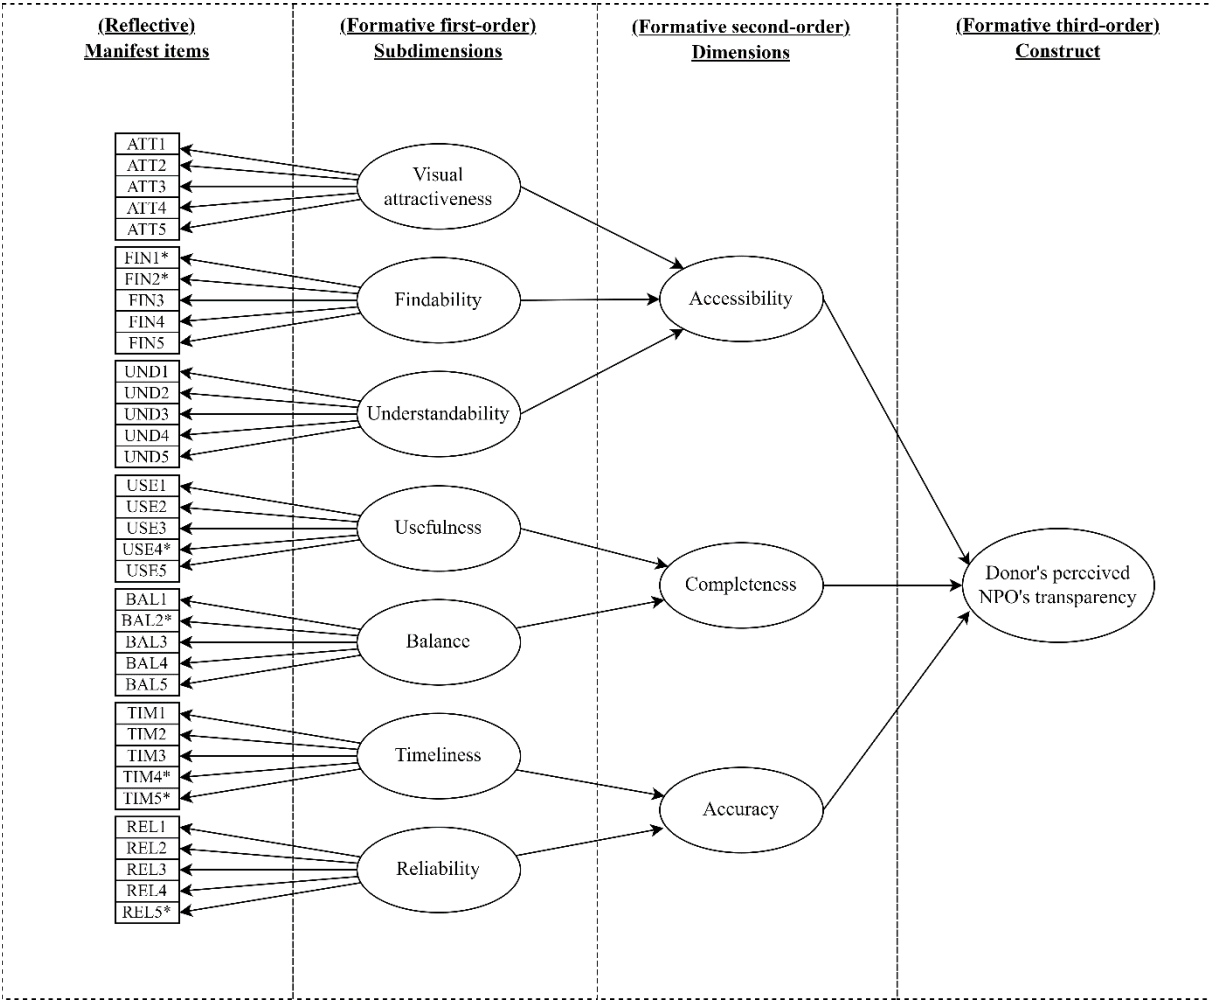 (Reflective)
Manifest items
(Formative first-order)
Subdimensions
(Formative second-order)
Dimensions
(Formative third-order)
Construct
ATT1
ATT2
ATT3
ATT4
ATT5
Visual
attractiveness
FIN1*
FIN2*
FIN3
FIN4
FIN5
Findability
UND1
UND2
UND3
UND4
UND5
Understandability
Accessibility
USE1
USE2
USE3
USE4*
USE5
Usefulness
BAL1
BAL2*
BAL3
BAL4
BAL5
Balance
Completeness
TIM1
TIM2
TIM3
TIM4*
TIM5*
Timeliness
REL1
REL2
REL3
REL4
REL5*
Reliability
Accuracy
Donor's perceived
NPO's transparency